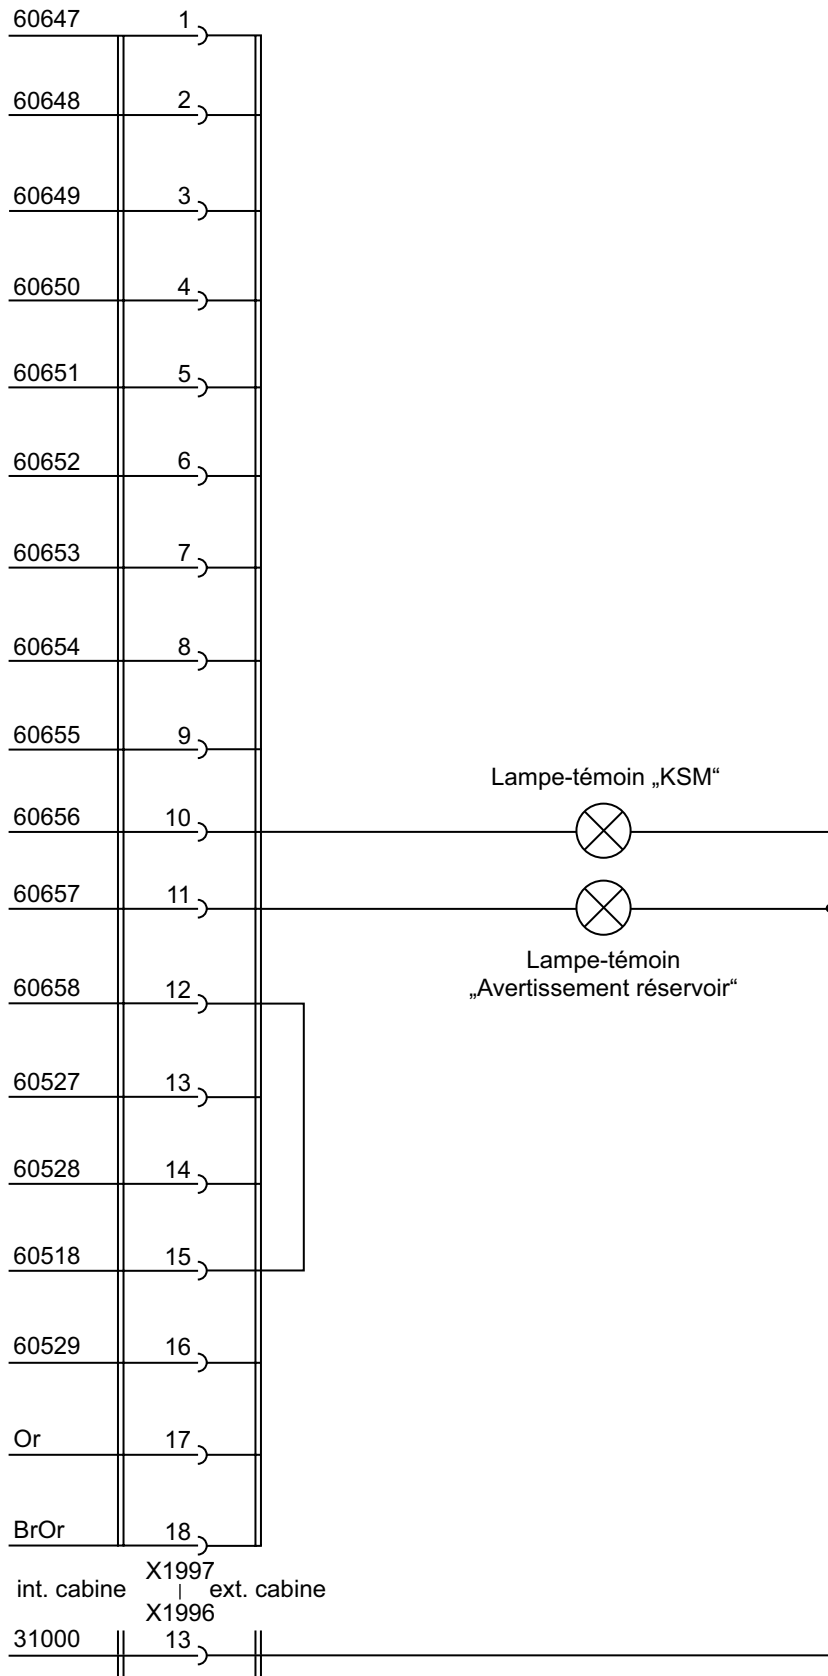 60647 1
60648 2
60649 3
60650 4
60651 5
60652 6
60653 7
60654 8
60655 9
Lampe-témoin „KSM“
60656 10
60657 11
Lampe-témoin
„Avertissement réservoir“
60658 12
60527 13
60528 14
60518 15
60529 16
Or 17
BrOr 18
X1997
int. cabine ext. cabine
X1996
31000 13